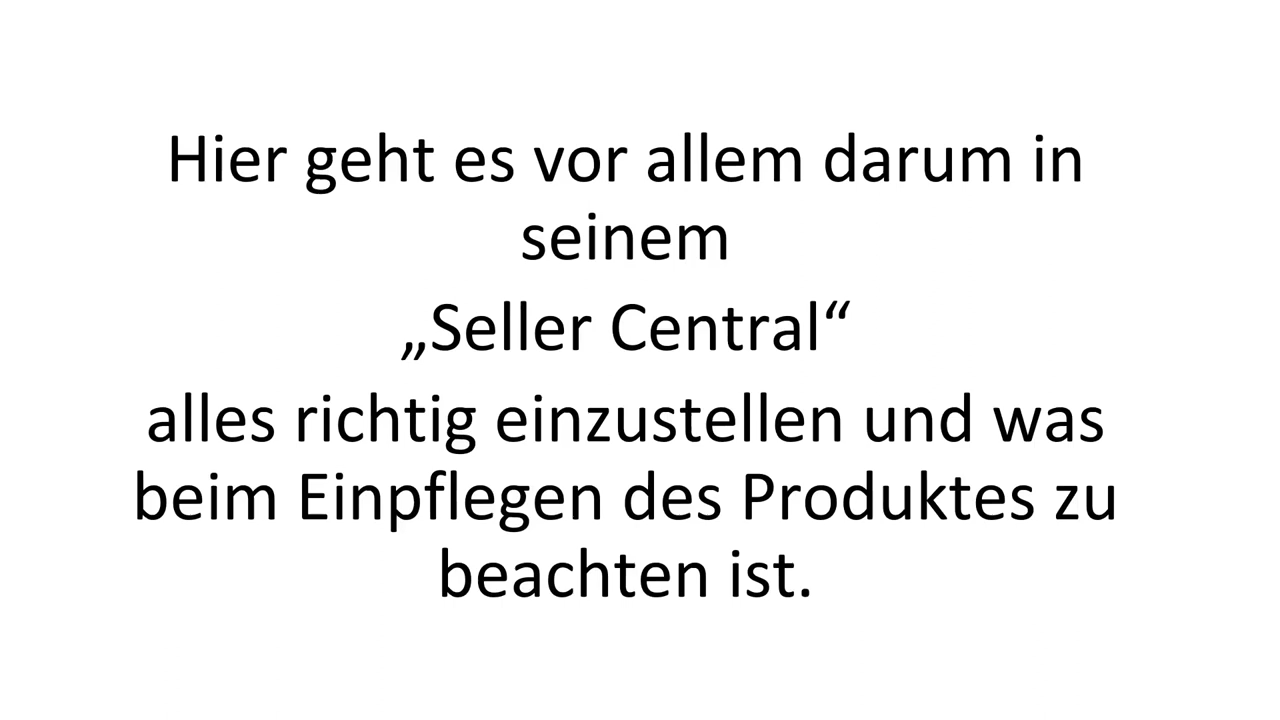 Hier geht es vor allem darum in
seinem
„Seller Central“
alles richtig einzustellen und was
beim Einpflegen des Produktes zu
beachten ist.